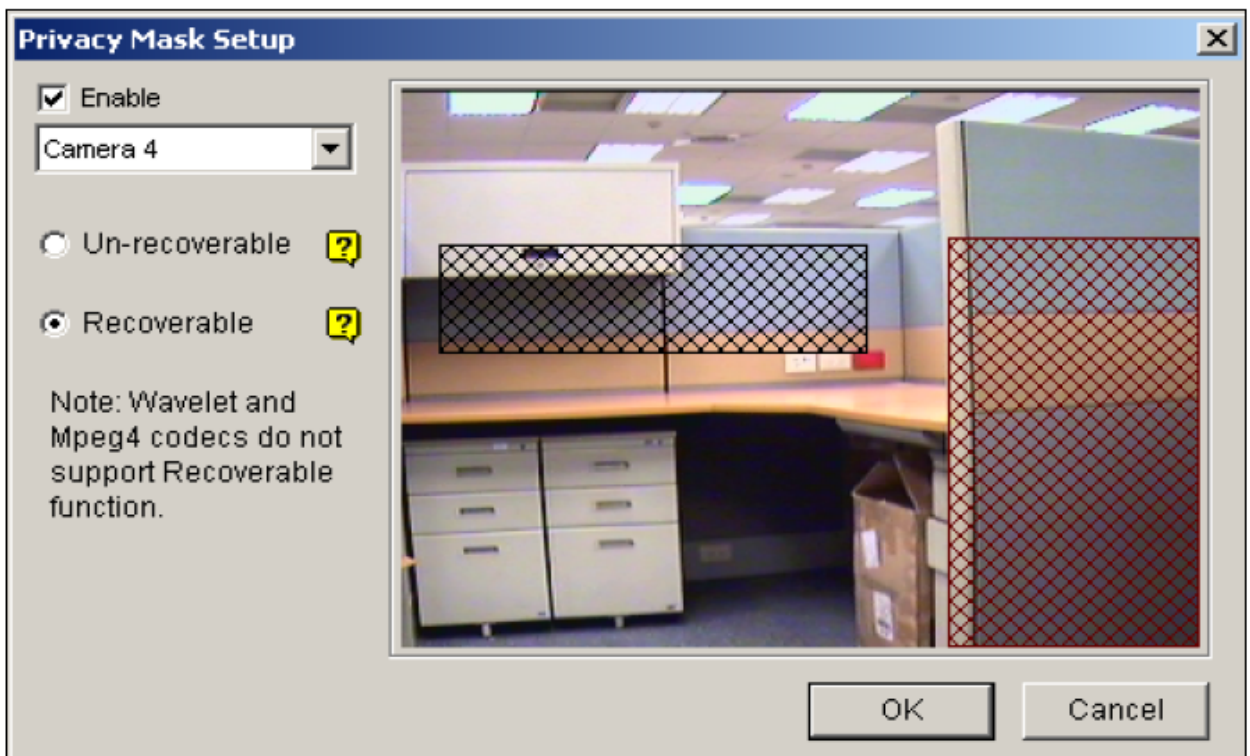 Privacy Mask Setup
Enable
Camera 4
Un-recoverable
Recoverable
Note: Wavelet and
Mpeg4 codecs do not
support Recoverable
function.
OK
Cancel